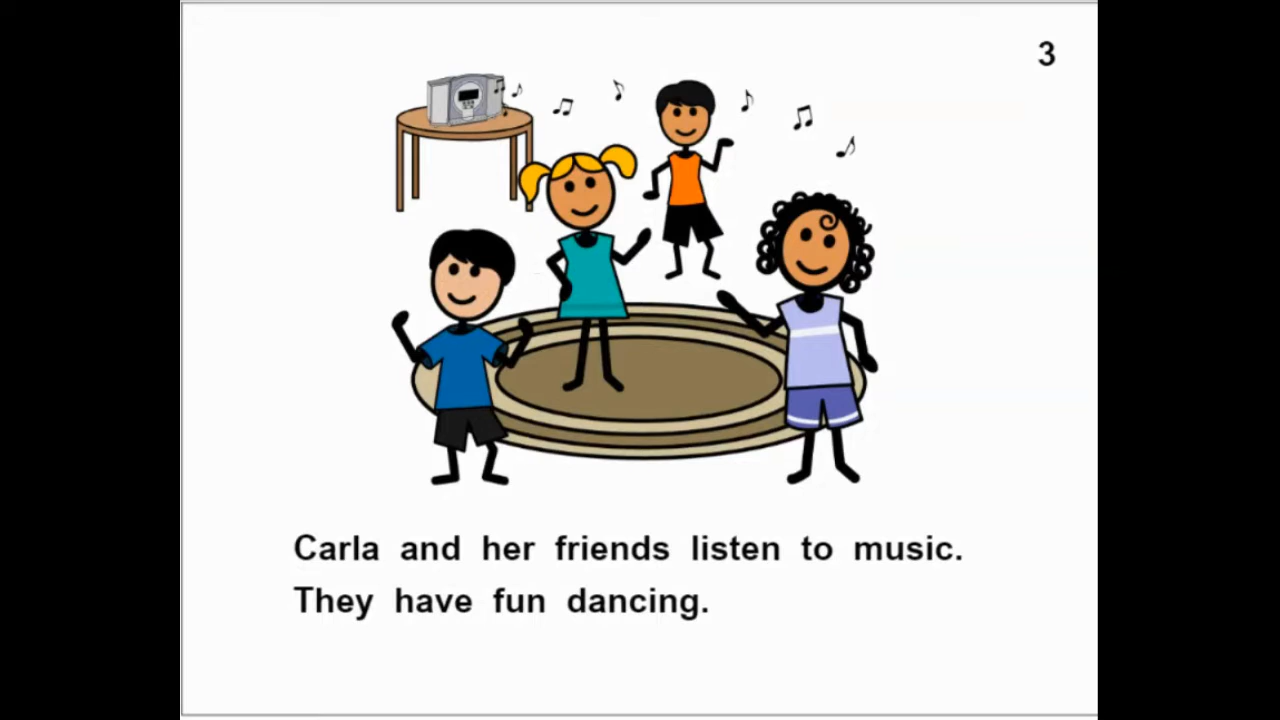 3
Carla and her friends listen to music.
They have fun dancing.